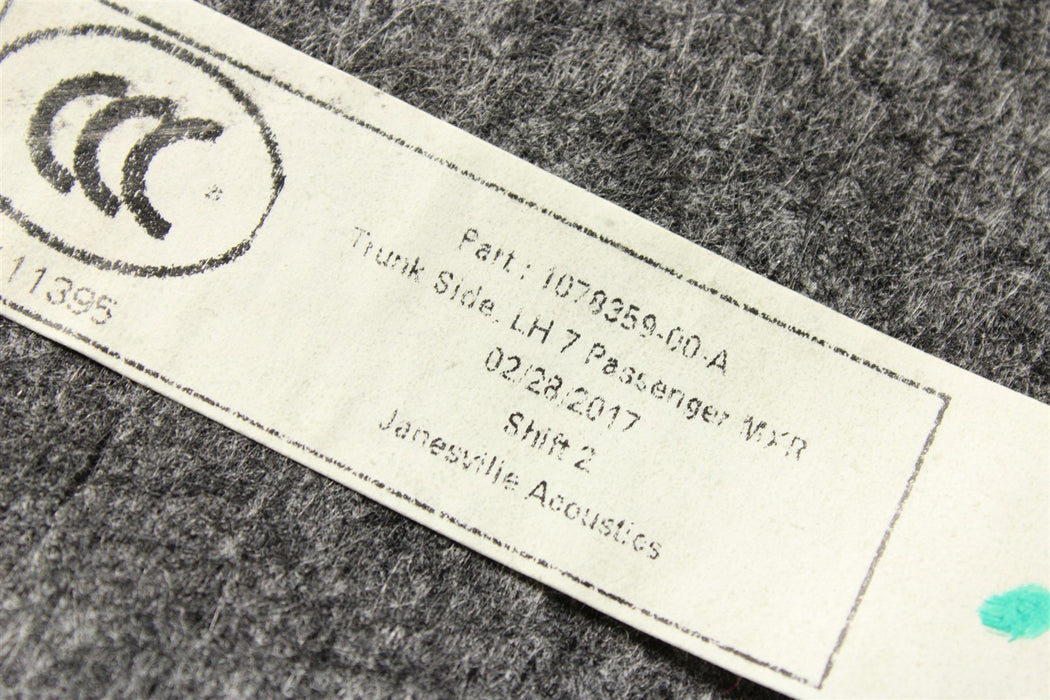 11395
Part.: 1078359-00-A
Trunk Side, LH 7 Passenger MXR
02/28/2017
Shift 2
Janesville Acoustics